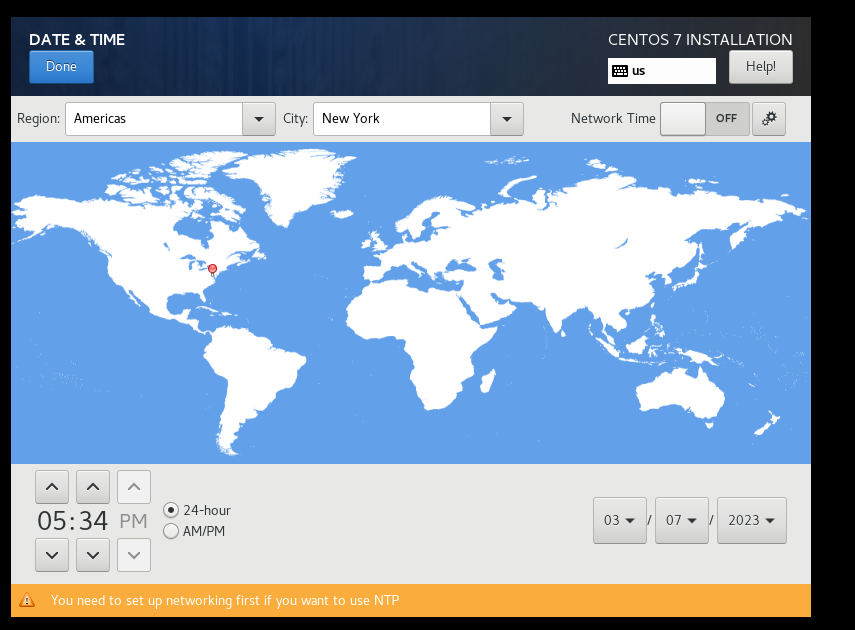 DATE & TIME
CENTOS 7 INSTALLATION
Done
us
Help!
Region:
Americas
City:
New York
Network Time
OFF
05:34
PM
24-hour
AM/PM
03 / 07 / 2023
You need to set up networking first if you want to use NTP